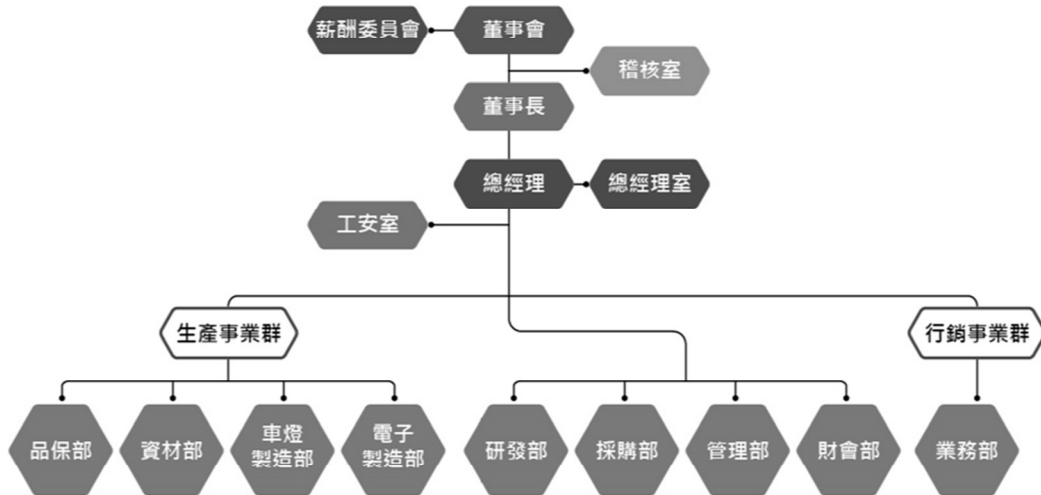 薪酬委員會
董事會
稽核室
董事長
總經理
總經理室
工安室
生產事業群
行銷事業群
品保部
資材部
車燈
製造部
電子
製造部
研發部
採購部
管理部
財會部
業務部